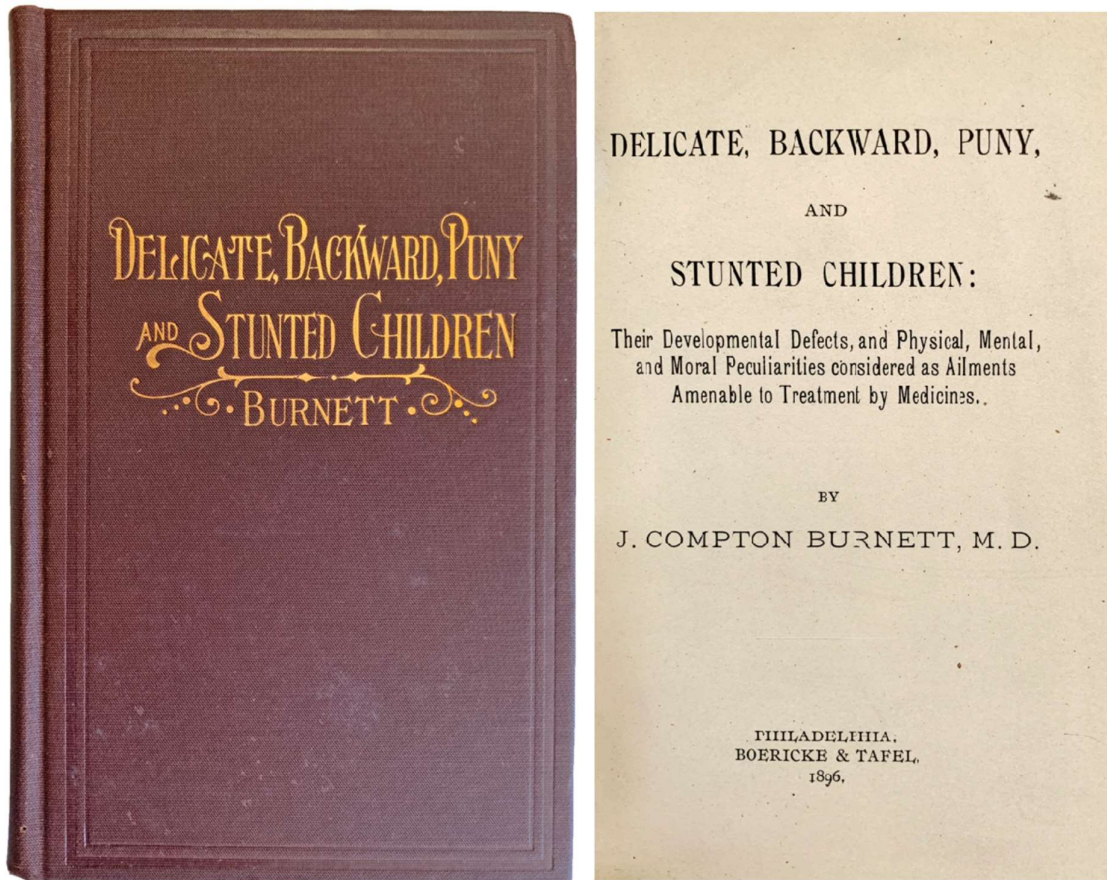 DELICATE, BACKWARD, PUNY
AND STUNTED CHILDREN
BURNETT
DELICATE, BACKWARD, PUNY,
AND
STUNTED CHILDREN:
Their Developmental Defects, and Physical, Mental,
and Moral Peculiarities considered as Ailments
Amenable to Treatment by Medicines.
BY
J. COMPTON BURNETT, M. D.
PHILADELPHIA.
BOERICKE & TAFEL,
1896,